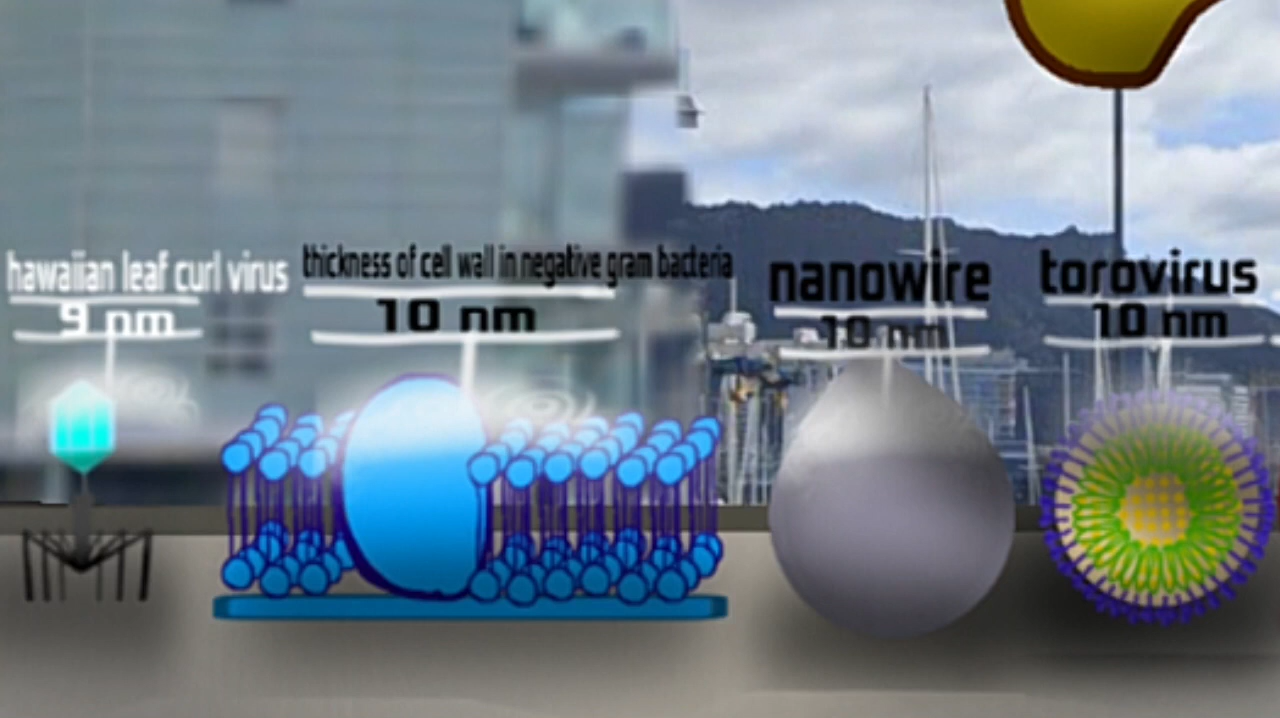 hawaiian leaf curl virus
9 nm
thickness of cell wall in negative gram bacteria
10 nm
nanowire
10 nm
torovirus
10 nm